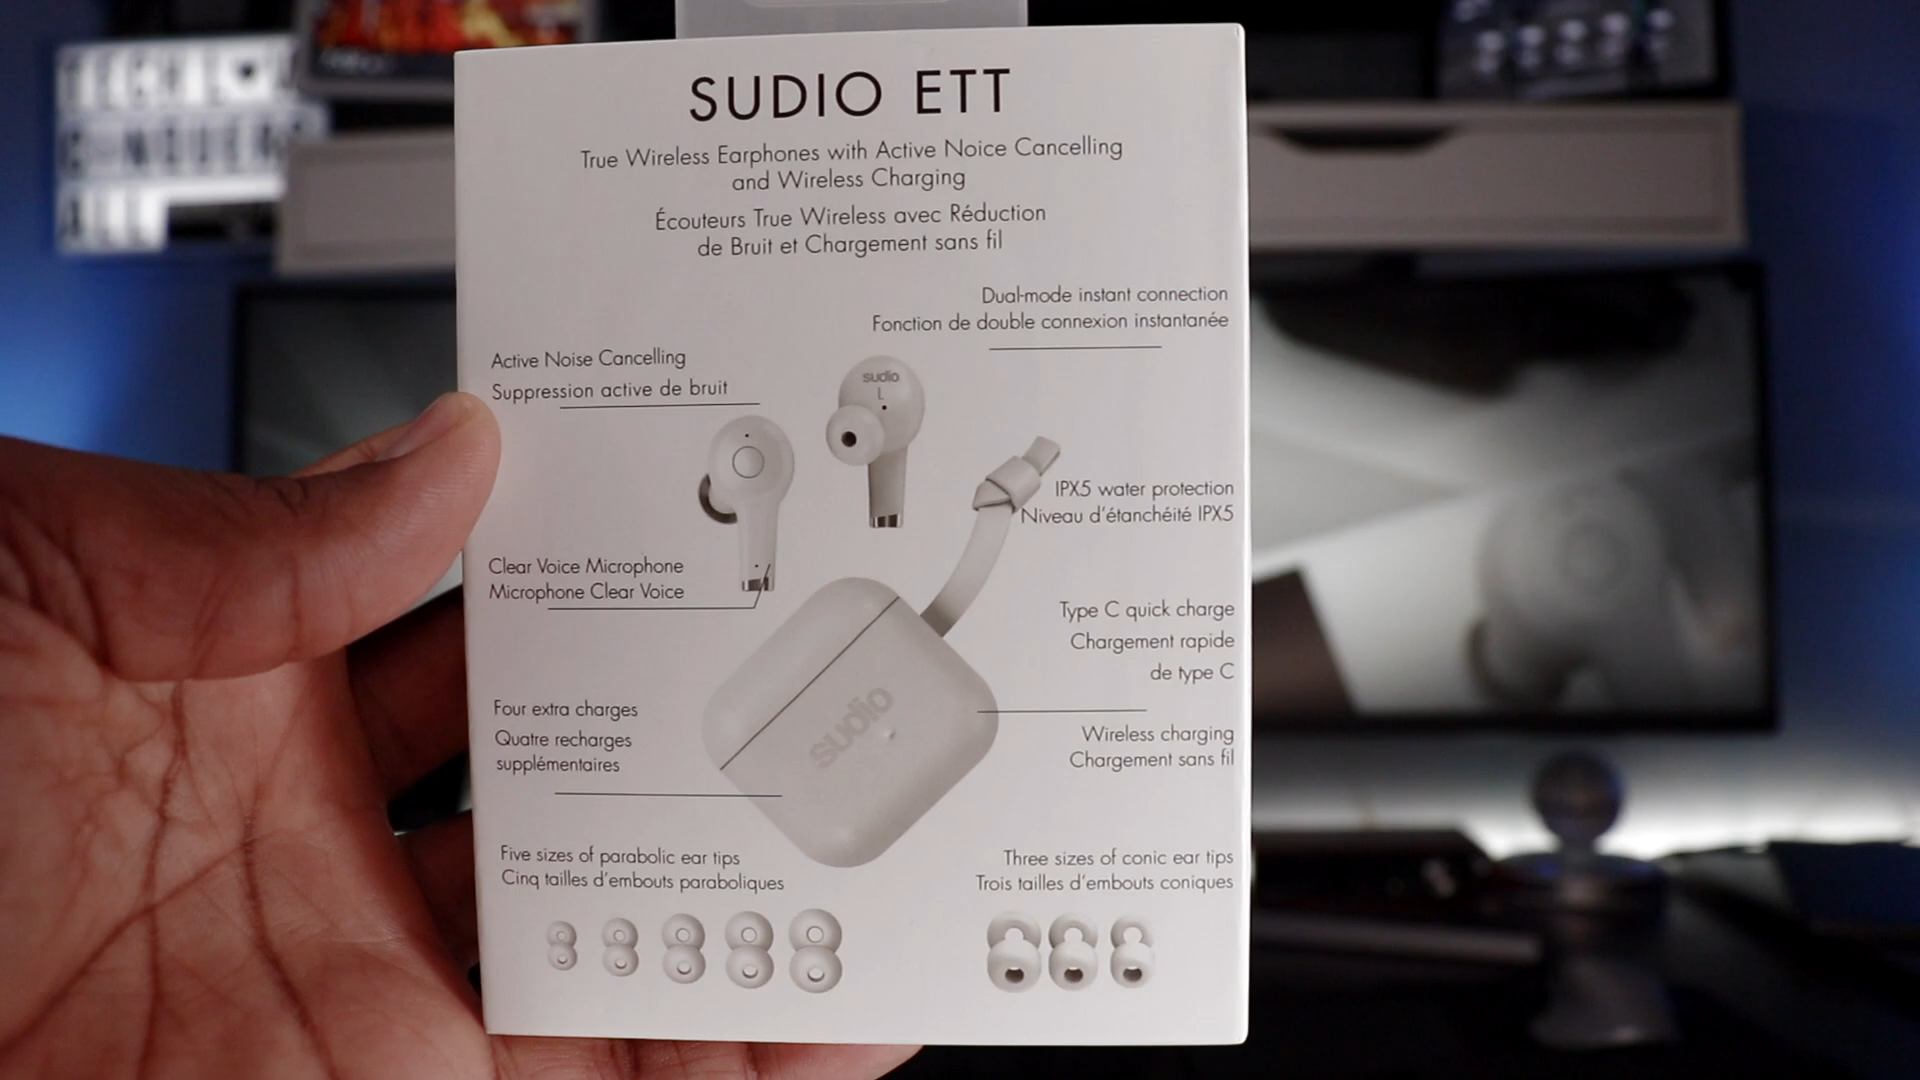 SUDIO ETT
True Wireless Earphones with Active Noice Cancelling
and Wireless Charging
Écouteurs True Wireless avec Réduction
de Bruit et Chargement sans fil
Dual-mode instant connection
Fonction de double connexion instantanée
Active Noise Cancelling
Suppression active de bruit
sudio
L
IPX5 water protection
Niveau d'étanchéité IPX5
Clear Voice Microphone
Microphone Clear Voice
Type C quick charge
Chargement rapide
de type C
sudio
Four extra charges
Quatre recharges
supplémentaires
Wireless charging
Chargement sans fil
Five sizes of parabolic ear tips
Cinq tailles d'embouts paraboliques
Three sizes of conic ear tips
Trois tailles d'embouts coniques
TECH
ALL